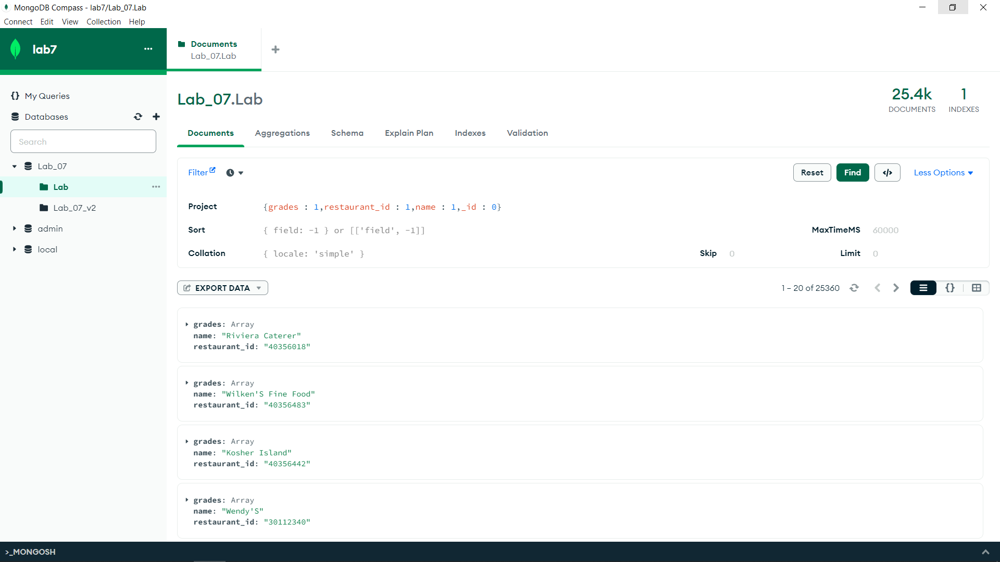 MongoDB Compass - lab7/Lab_07.Lab
Connect Edit View Collection Help
lab7
Documents
Lab_07.Lab
My Queries
Databases
Search
Lab_07
Lab
Lab_07_v2
admin
local
Lab_07.Lab
25.4k
DOCUMENTS
1
INDEXES
Documents Aggregations Schema Explain Plan Indexes Validation
Filter Reset Find </> Less Options
Project {grades : 1,restaurant_id : 1,name : 1,_id : 0}
Sort { field: -1 } or [['field', -1]] MaxTimeMS 60000
Collation { locale: 'simple' } Skip 0 Limit 0
EXPORT DATA 1 – 20 of 25360 {}
grades: Array
name: "Riviera Caterer"
restaurant_id: "40356018"
grades: Array
name: "Wilken'S Fine Food"
restaurant_id: "40356483"
grades: Array
name: "Kosher Island"
restaurant_id: "40356442"
grades: Array
name: "Wendy'S"
restaurant_id: "30112340"
>_MONGOSH